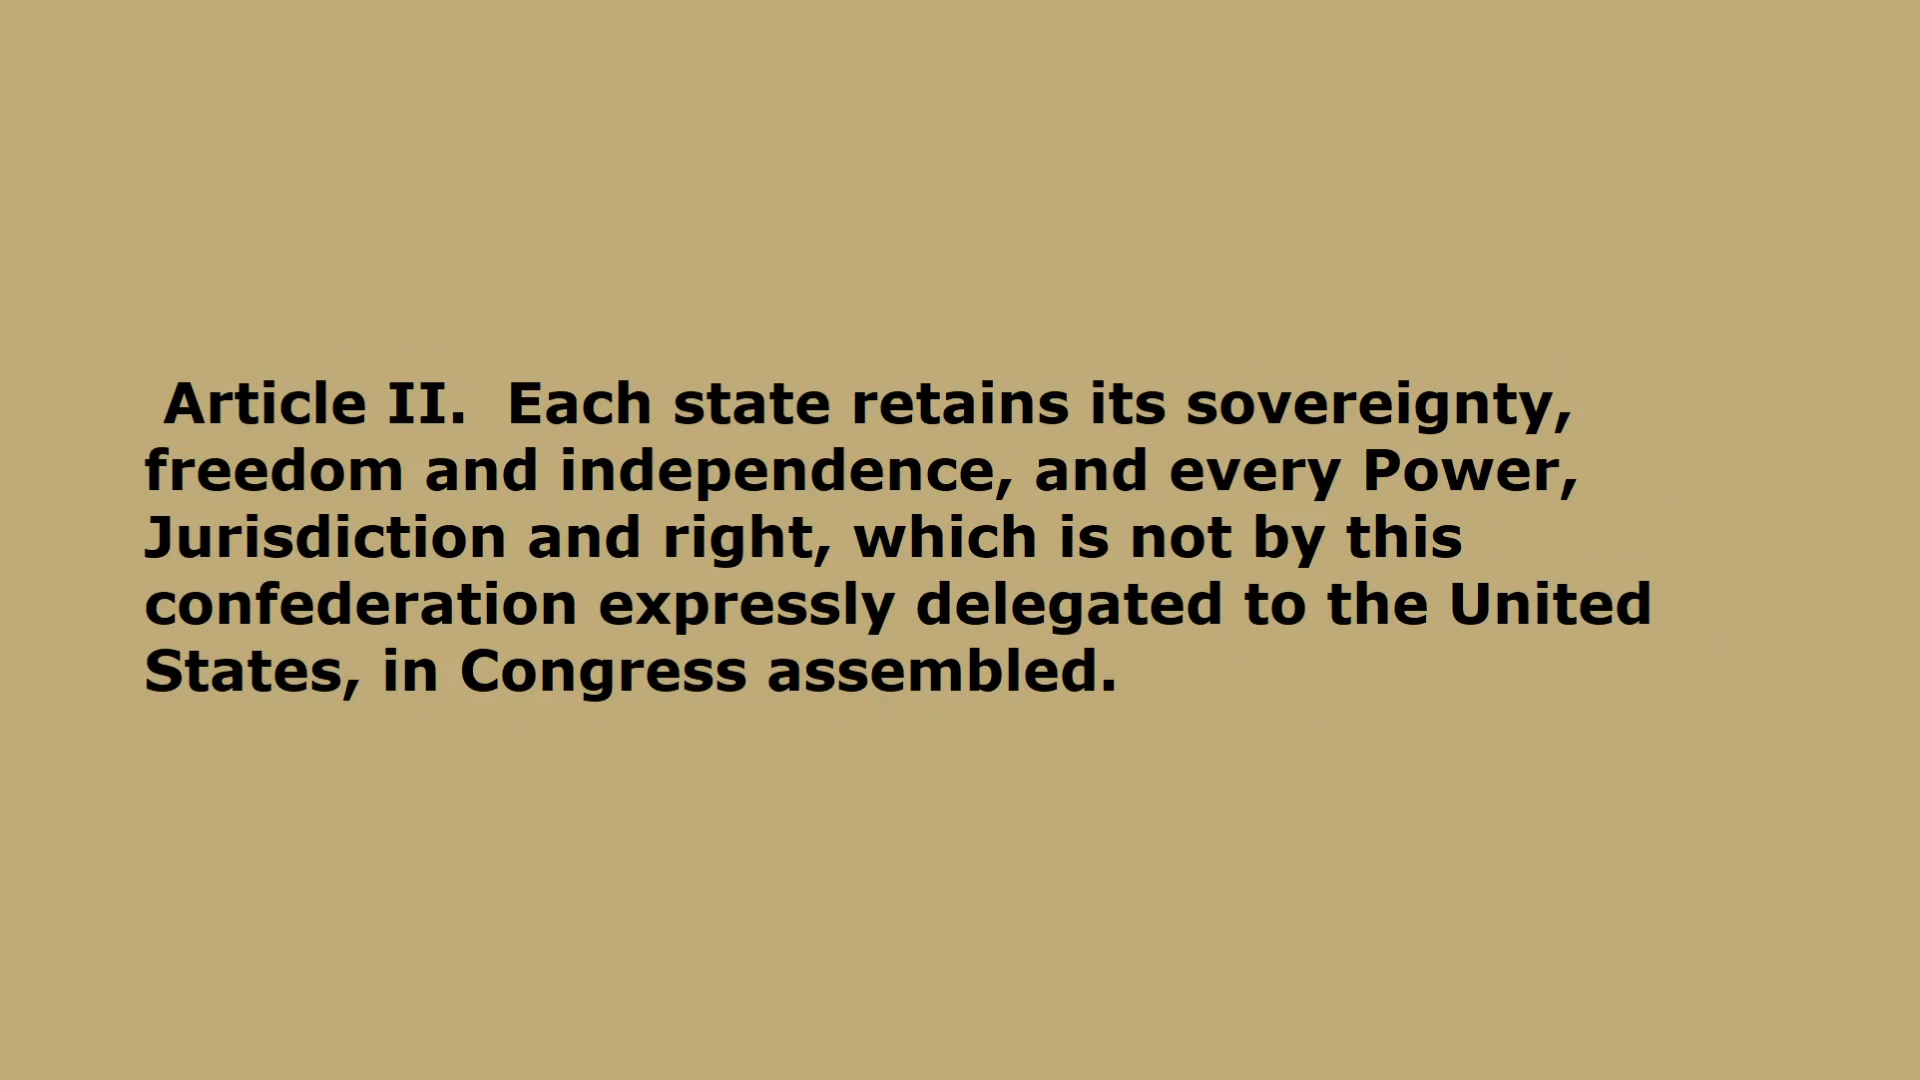 Article II.  Each state retains its sovereignty,
freedom and independence, and every Power,
Jurisdiction and right, which is not by this
confederation expressly delegated to the United
States, in Congress assembled.